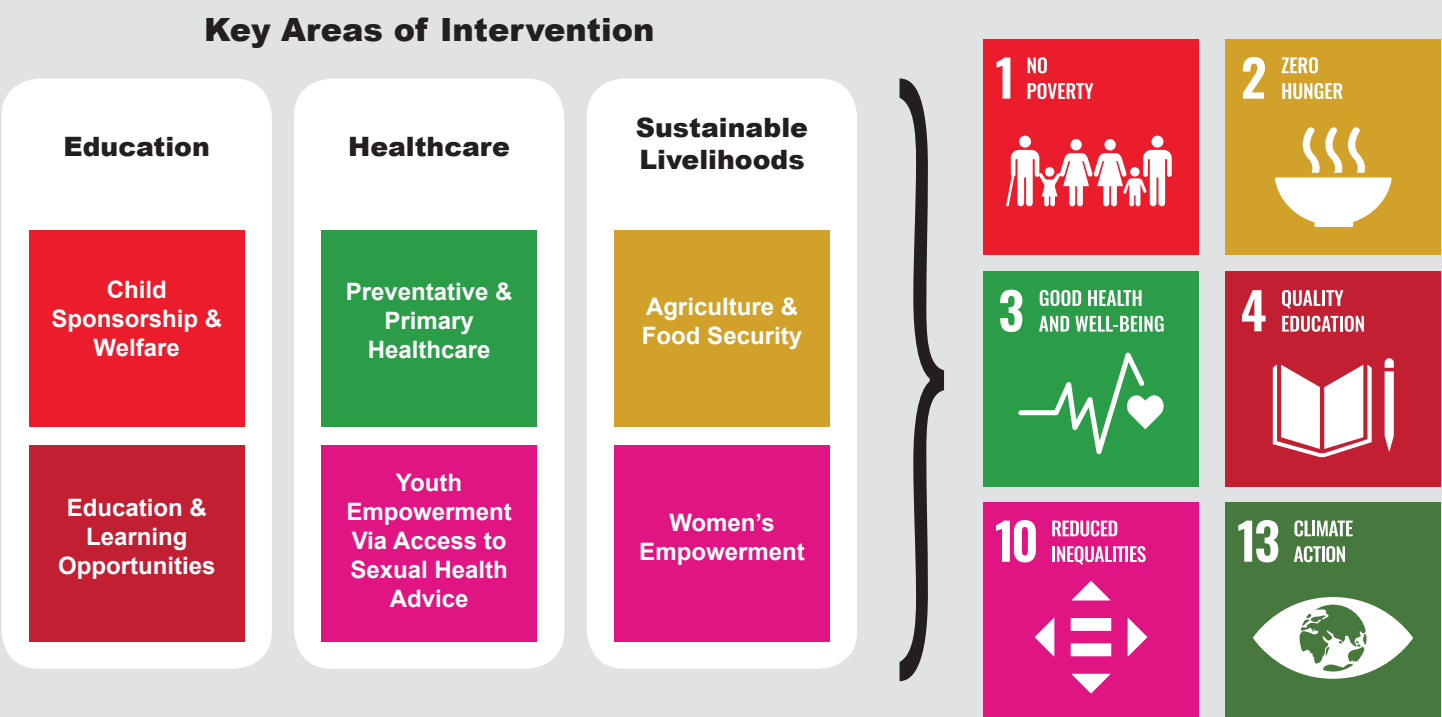 Key Areas of Intervention
Education
Child
Sponsorship &
Welfare
Education &
Learning
Opportunities
Healthcare
Preventative &
Primary
Healthcare
Youth
Empowerment
Via Access to
Sexual Health
Advice
Sustainable
Livelihoods
Agriculture &
Food Security
Women’s
Empowerment
1 NO
POVERTY
2 ZERO
HUNGER
3 GOOD HEALTH
AND WELL-BEING
4 QUALITY
EDUCATION
10 REDUCED
INEQUALITIES
13 CLIMATE
ACTION